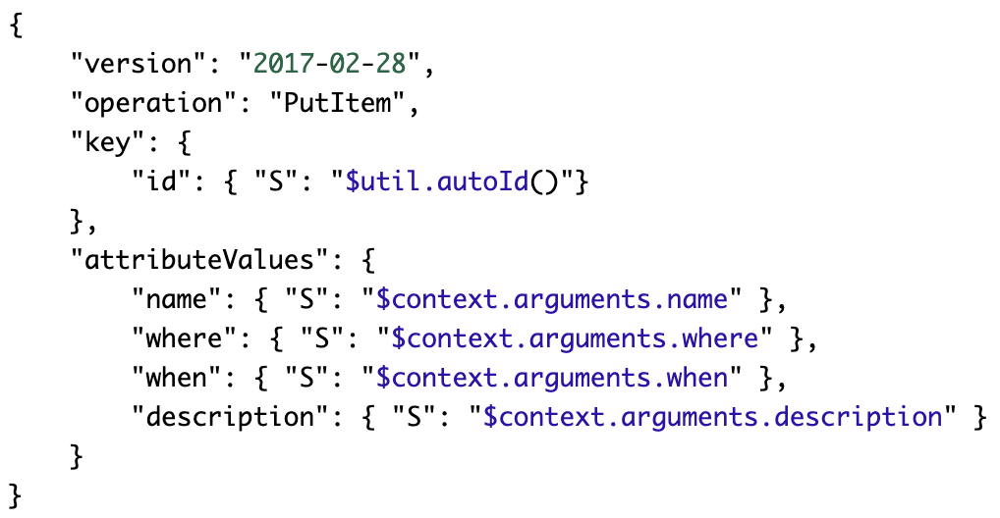 {
    "version": "2017-02-28",
    "operation": "PutItem",
    "key": {
        "id": { "S": "$util.autoId()"}
    },
    "attributeValues": {
        "name": { "S": "$context.arguments.name" },
        "where": { "S": "$context.arguments.where" },
        "when": { "S": "$context.arguments.when" },
        "description": { "S": "$context.arguments.description" }
    }
}